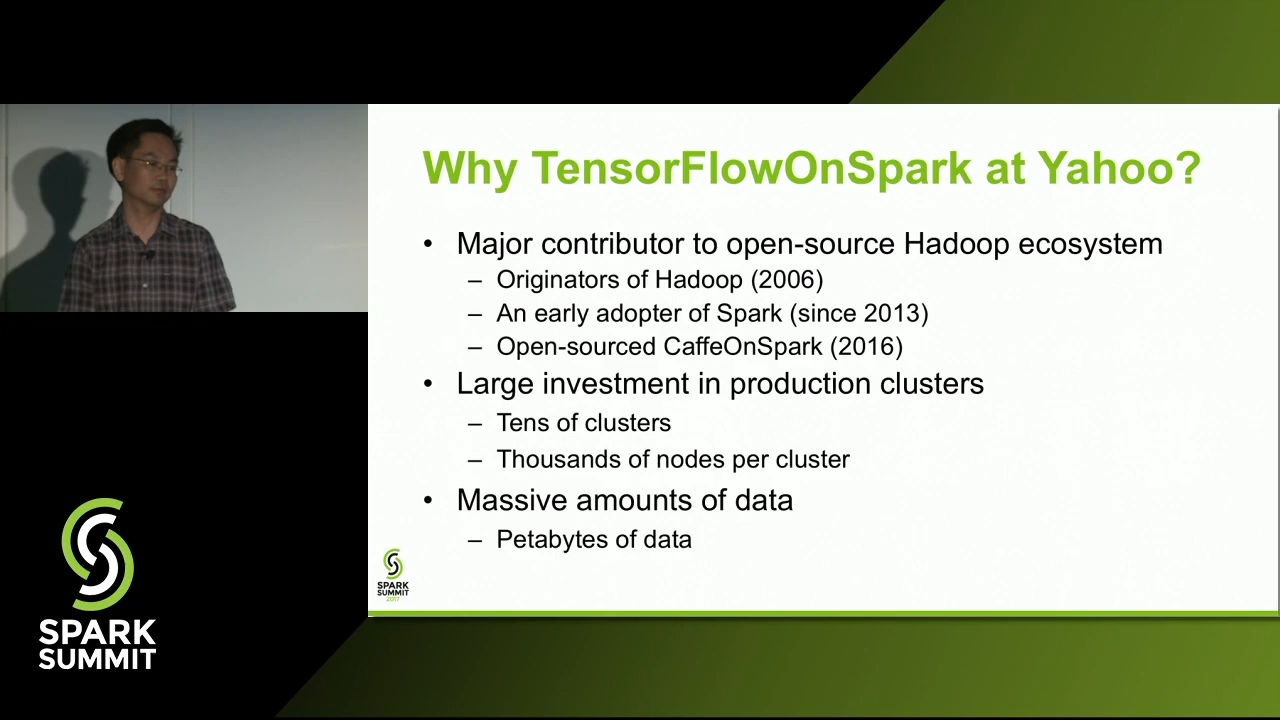 Why TensorFlowOnSpark at Yahoo?
• Major contributor to open-source Hadoop ecosystem
– Originators of Hadoop (2006)
– An early adopter of Spark (since 2013)
– Open-sourced CaffeOnSpark (2016)
• Large investment in production clusters
– Tens of clusters
– Thousands of nodes per cluster
• Massive amounts of data
– Petabytes of data
SPARK
SUMMIT
2017
SPARK
SUMMIT